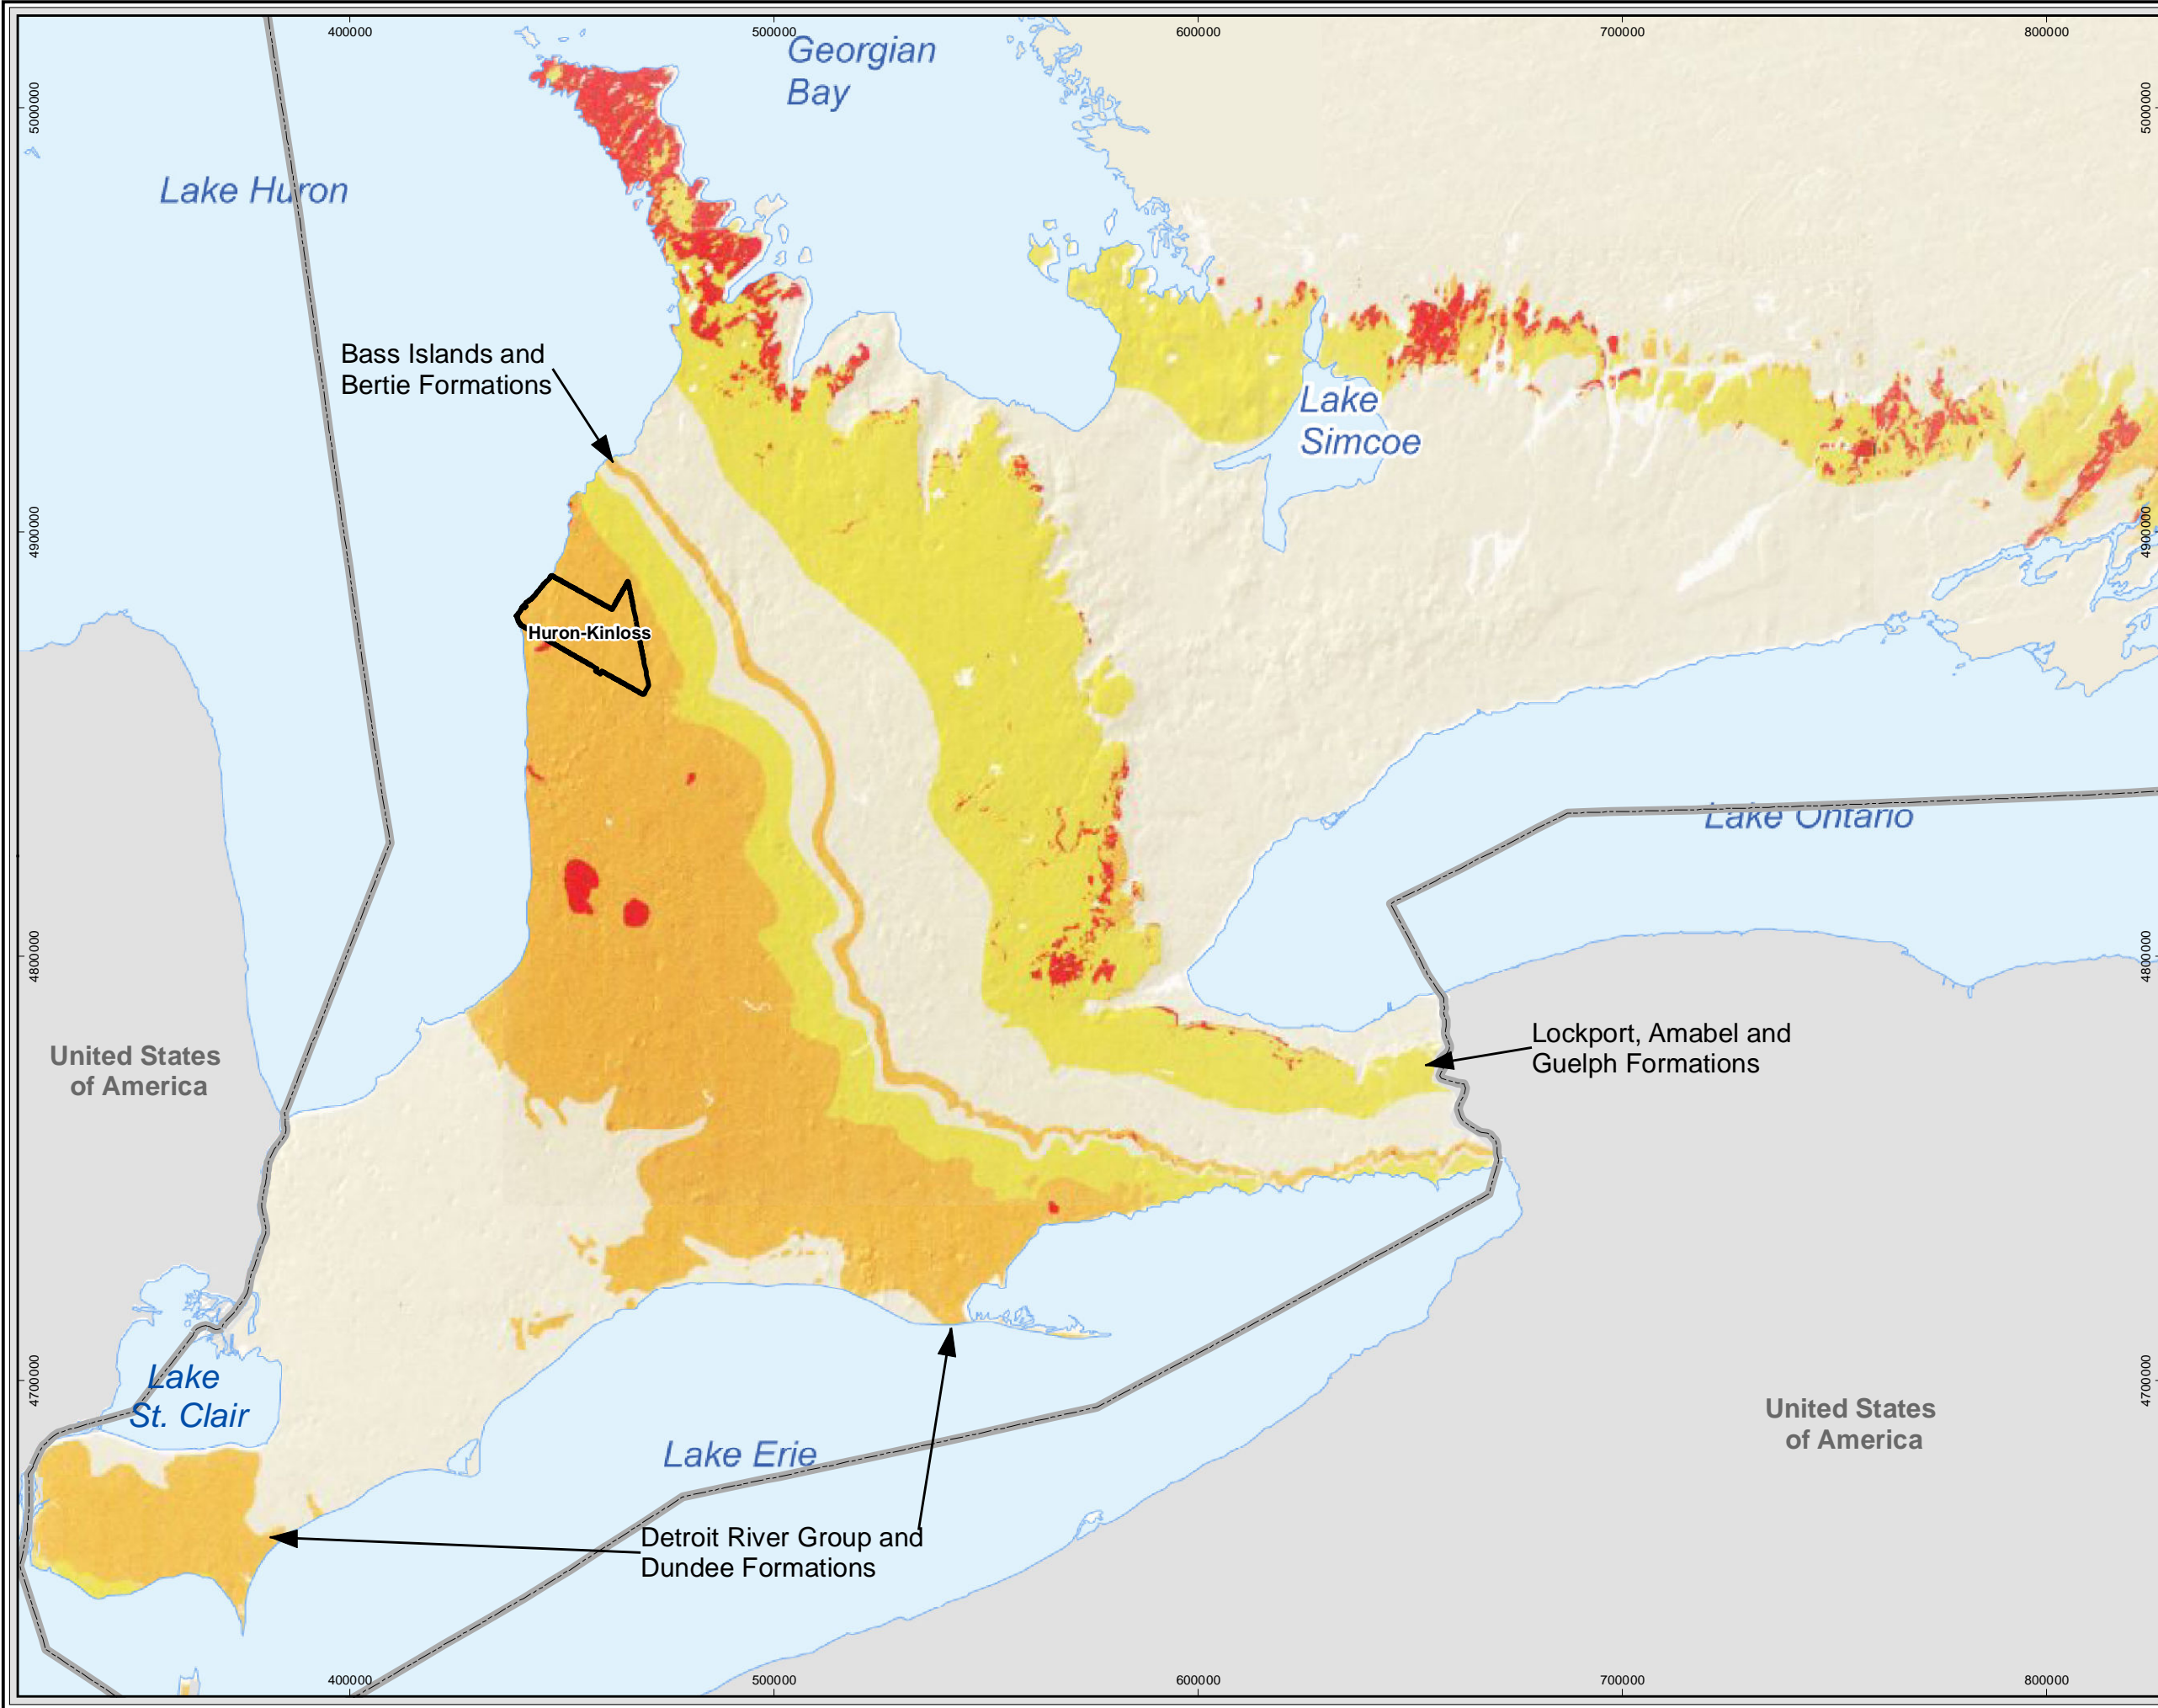 400000
500000
600000
700000
800000
Georgian
Bay
5000000
5000000
Lake Huron
Bass Islands and
Bertie Formations
Lake
Simcoe
4900000
4900000
Huron-Kinloss
Lake Ontario
4800000
4800000
Lockport, Amabel and
Guelph Formations
United States
of America
Lake
St. Clair
4700000
4700000
United States
of America
Lake Erie
Detroit River Group and
Dundee Formations
400000
500000
600000
700000
800000